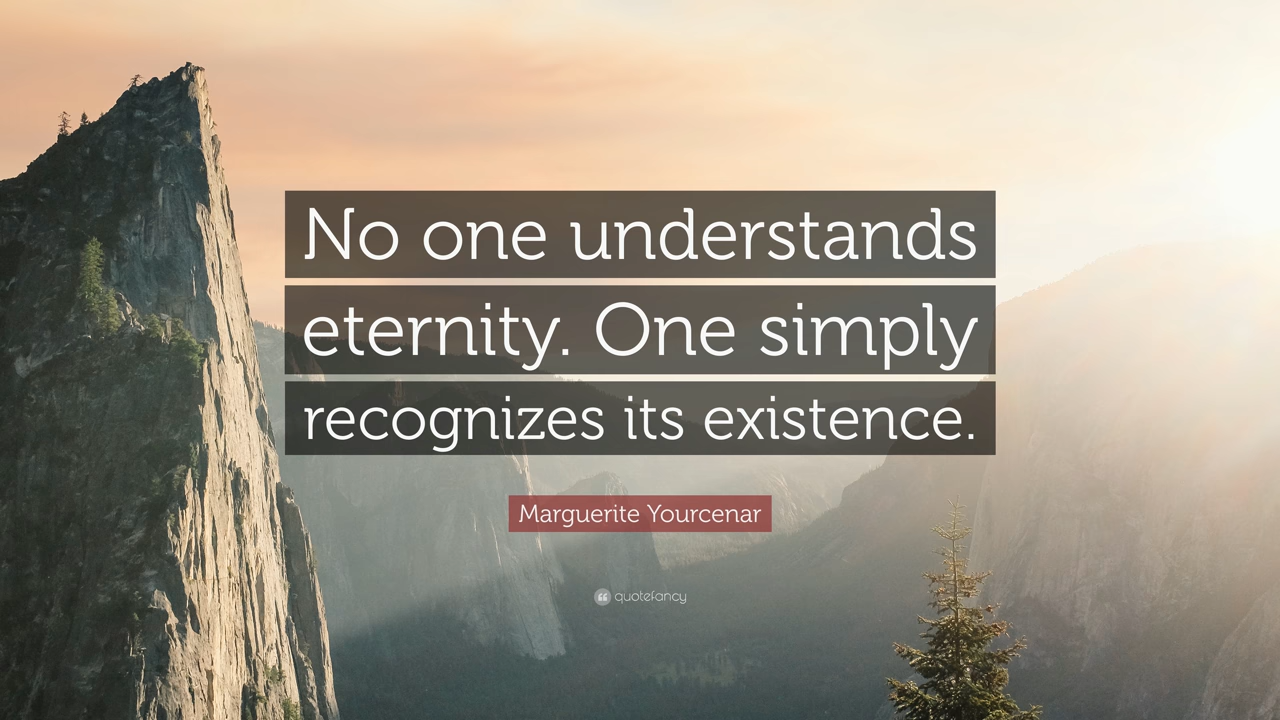 No one understands
eternity. One simply
recognizes its existence.
Marguerite Yourcenar
quotefancy